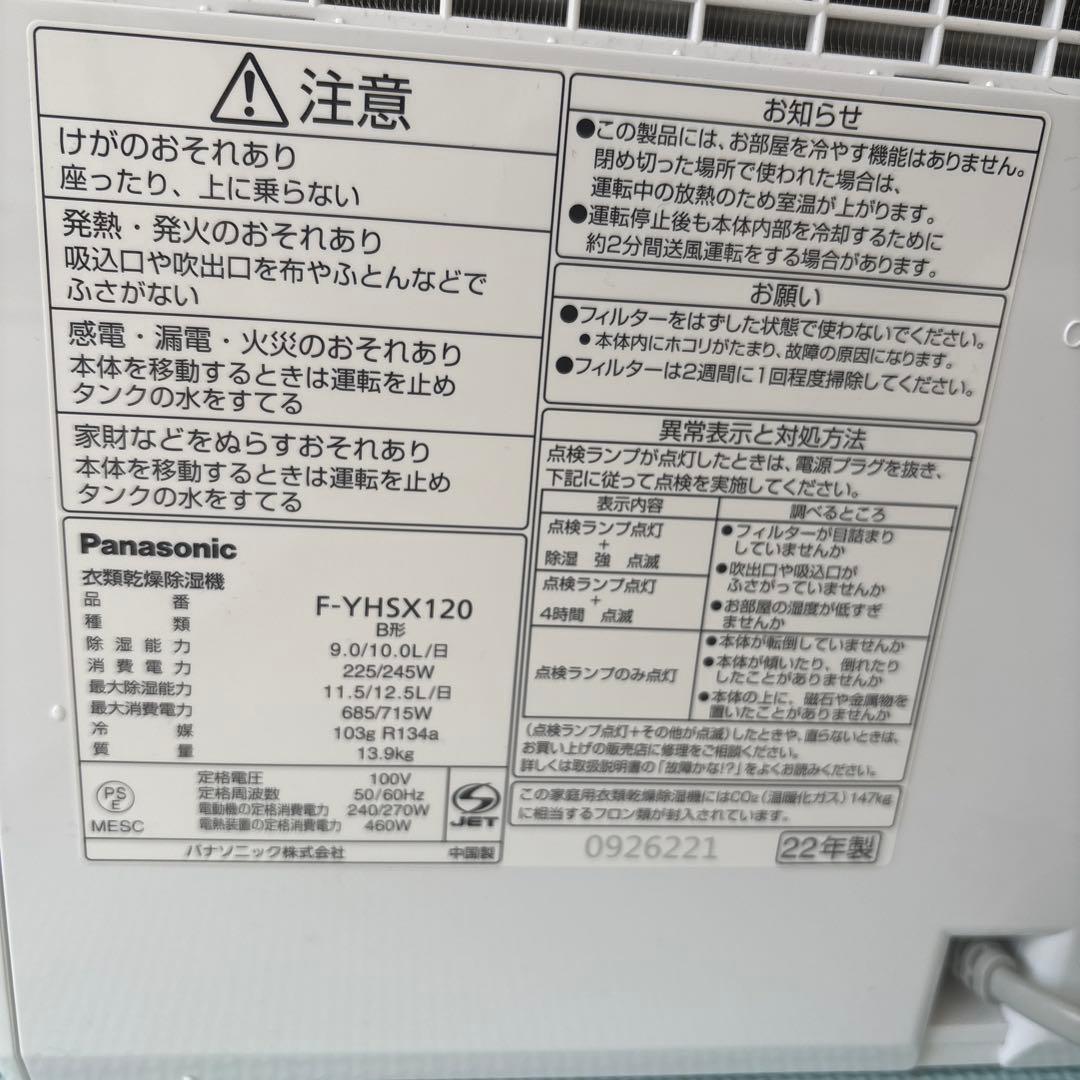 注意
けがのおそれあり
座ったり、上に乗らない
発熱・発火のおそれあり
吸込口や吹出口を布やふとんなどで
ふさがない
感電・漏電・火災のおそれあり
本体を移動するときは運転を止め
タンクの水をすてる
家財などをぬらすおそれあり
本体を移動するときは運転を止め
タンクの水をすてる
Panasonic
衣類乾燥除湿機
品番 F-YHSX120
種類 B形
除湿能力 9.0/10.0L/日
消費電力 225/245W
最大除湿能力 11.5/12.5L/日
最大消費電力 685/715W
冷媒 103g R134a
質量 13.9kg
PS
E
MESC
定格電圧 100V
定格周波数 50/60Hz
電動機の定格消費電力 240/270W
電熱装置の定格消費電力 460W
JET
パナソニック株式会社 中国製
お知らせ
●この製品には、お部屋を冷やす機能はありません。
閉め切った場所で使われた場合は、
運転中の放熱のため室温が上がります。
●運転停止後も本体内部を冷却するために
約2分間送風運転をする場合があります。
お願い
●フィルターをはずした状態で使わないでください。
●本体内にホコリがたまり、故障の原因になります。
●フィルターは2週間に1回程度掃除してください。
異常表示と対処方法
点検ランプが点灯したときは、電源プラグを抜き、
下記に従って点検を実施してください。
表示内容 調べるところ
点検ランプ点灯
+
除湿 強 点滅
点検ランプ点灯
+
4時間 点滅
●フィルターが目詰まり
していませんか
●吹出口や吸込口が
ふさがっていませんか
●お部屋の湿度が低すぎ
ませんか
点検ランプのみ点灯
●本体が転倒していませんか
●本体が傾いたり、倒れたり
したことがありませんか
●本体の上に、磁石や金属物を
置いたことがありませんか
(点検ランプ点灯+その他が点滅)したときや、直らないときは、
お買い上げの販売店に修理をご相談ください。
詳しくは取扱説明書の「故障かな!?」をよくお読みください。
この家庭用衣類乾燥除湿機にはCO₂(温暖化ガス)147kg
に相当するフロン類が封入されています。
0926221 22年製